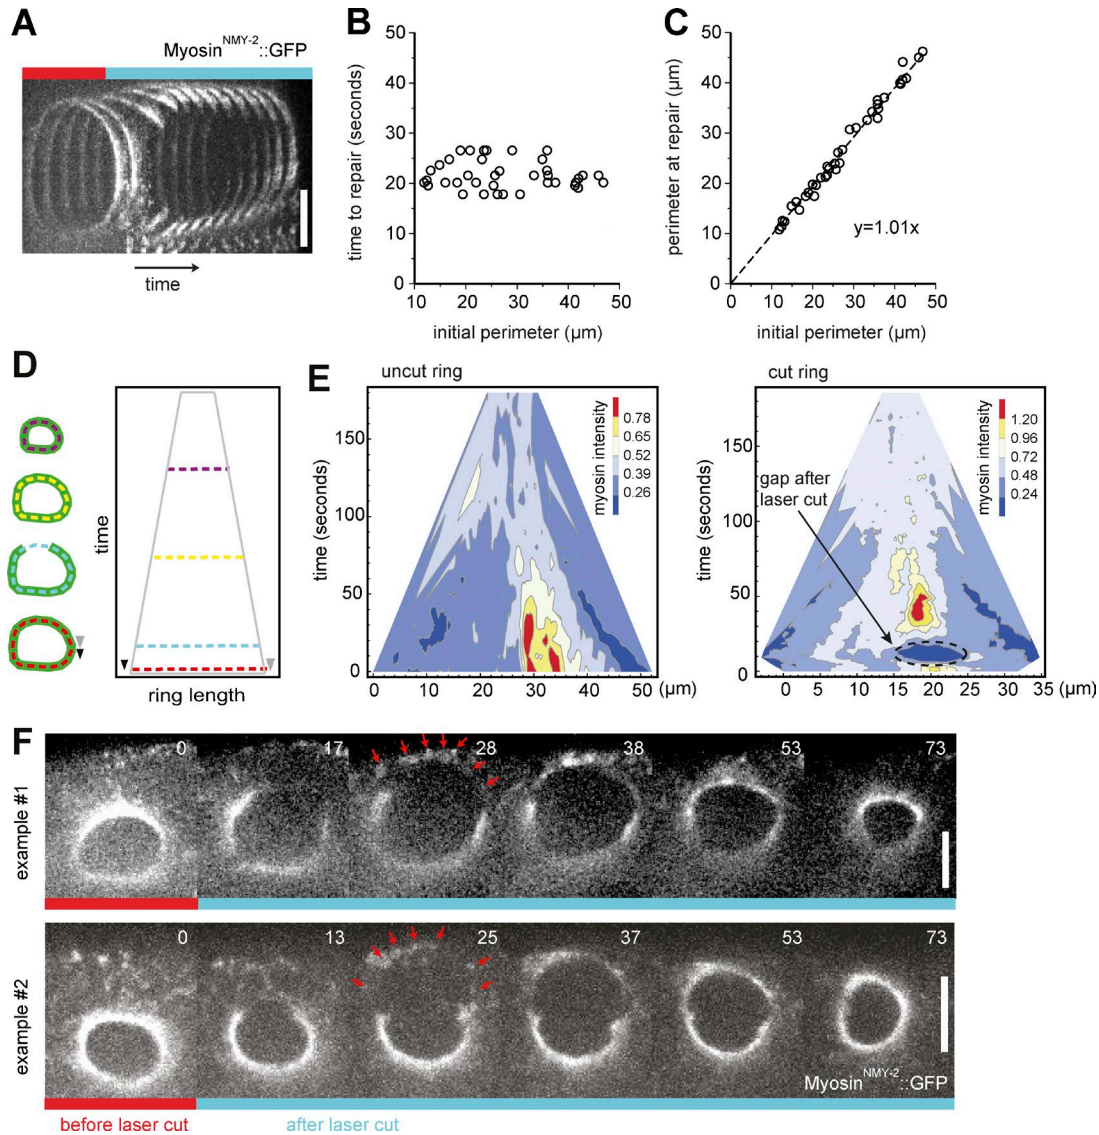 A
Myosin^NMY-2::GFP
time
B
time to repair (seconds)
50
40
30
20
10
0
10 20 30 40 50
initial perimeter (µm)
C
perimeter at repair (µm)
50
40
30
20
10
0
y=1.01x
0 10 20 30 40 50
initial perimeter (µm)
D
time
ring length
E
uncut ring
time (seconds)
150
100
50
0
myosin intensity
0.78
0.65
0.52
0.39
0.26
0 10 20 30 40 50 (µm)
cut ring
time (seconds)
150
100
50
0
gap after
laser cut
myosin intensity
1.20
0.96
0.72
0.48
0.24
0 5 10 15 20 25 30 35 (µm)
F
example #1
0 17 28 38 53 73
example #2
0 13 25 37 53 73
Myosin^NMY-2::GFP
before laser cut after laser cut